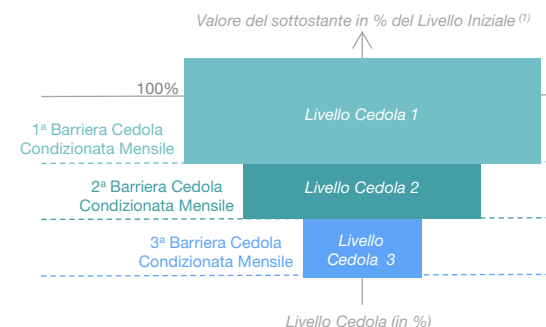 Valore del sottostante in % del Livello Iniziale (1)
100%
Livello Cedola 1
1ª Barriera Cedola
Condizionata Mensile
2ª Barriera Cedola
Condizionata Mensile
Livello Cedola 2
3ª Barriera Cedola
Condizionata Mensile
Livello
Cedola 3
Livello Cedola (in %)